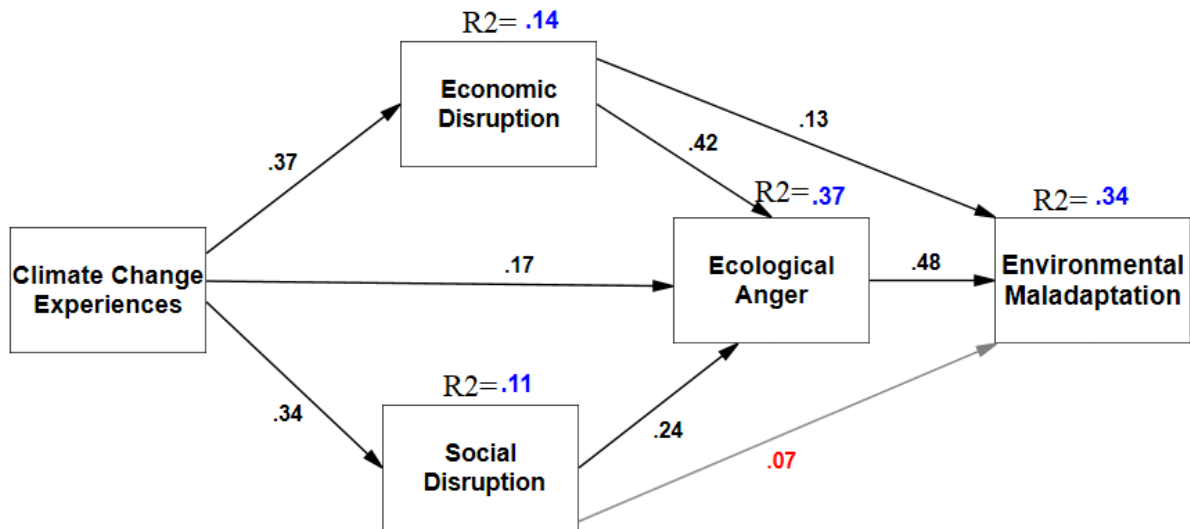 R2= .14
Economic
Disruption
.37
.42
.13
R2= .37
R2= .34
Climate Change
Experiences
.17
Ecological
Anger
.48
Environmental
Maladaptation
R2= .11
.34
Social
Disruption
.24
.07